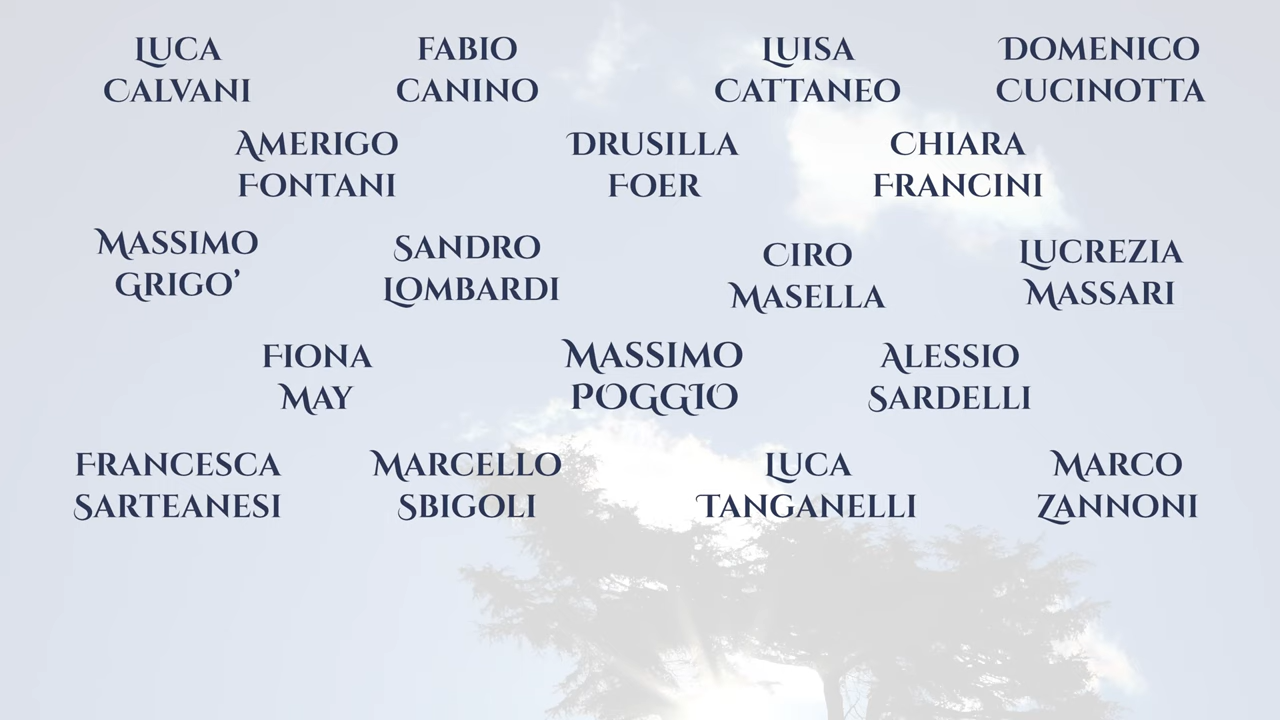 LUCA
CALVANI
FABIO
CANINO
LUISA
CATTANEO
DOMENICO
CUCINOTTA
AMERIGO
FONTANI
DRUSILLA
FOER
CHIARA
FRANCINI
MASSIMO
GRIGO’
SANDRO
LOMBARDI
CIRO
MASELLA
LUCREZIA
MASSARI
FIONA
MAY
MASSIMO
POGGIO
ALESSIO
SARDELLI
FRANCESCA
SARTEANESI
MARCELLO
SBIGOLI
LUCA
TANGANELLI
MARCO
ZANNONI